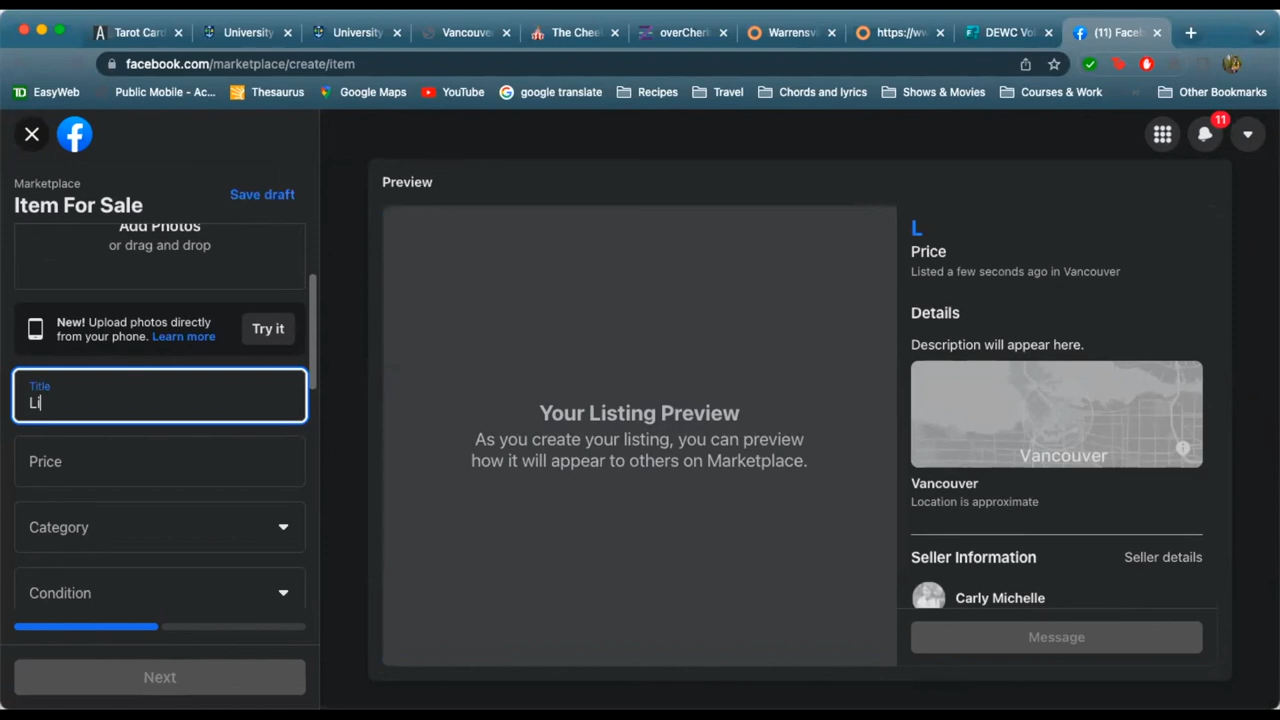 Tarot Card
University
University
Vancouve
The Chee
overCher
Warrensv
https://ww
DEWC Vo
(11) Faceb
facebook.com/marketplace/create/item
TD EasyWeb
Public Mobile - Ac...
Thesaurus
Google Maps
YouTube
google translate
Recipes
Travel
Chords and lyrics
Shows & Movies
Courses & Work
Other Bookmarks
11
Marketplace
Item For Sale
Save draft
Add Photos
or drag and drop
New! Upload photos directly
from your phone. Learn more
Try it
Title
Li
Price
Category
Condition
Next
Preview
Your Listing Preview
As you create your listing, you can preview
how it will appear to others on Marketplace.
L
Price
Listed a few seconds ago in Vancouver
Details
Description will appear here.
Vancouver
Vancouver
Location is approximate
Seller Information
Seller details
Carly Michelle
Message